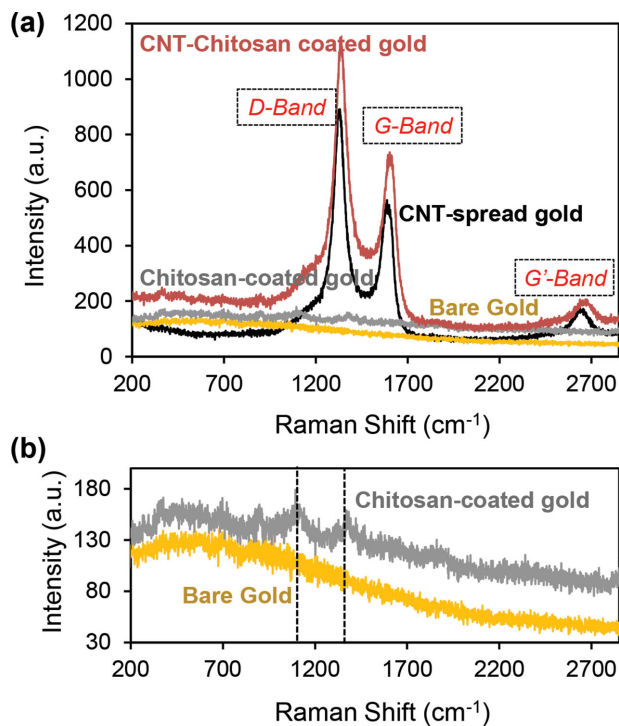 (a)
1200
1000
800
600
400
200
0
Intensity (a.u.)
CNT-Chitosan coated gold
D-Band
G-Band
CNT-spread gold
Chitosan-coated gold
G'-Band
Bare Gold
200 700 1200 1700 2200 2700
Raman Shift (cm-1)
(b)
180
130
80
30
Intensity (a.u.)
Chitosan-coated gold
Bare Gold
200 700 1200 1700 2200 2700
Raman Shift (cm-1)